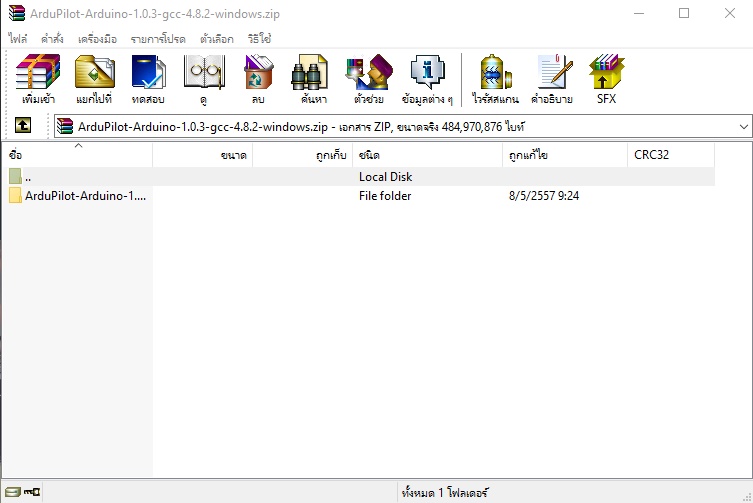 ArduPilot-Arduino-1.0.3-gcc-4.8.2-windows.zip
ไฟล์ คำสั่ง เครื่องมือ รายการโปรด ตัวเลือก วิธีใช้
เพิ่มเข้า แยกไปที่ ทดสอบ ดู ลบ ค้นหา ตัวช่วย ข้อมูลต่าง ๆ ไวรัสสแกน คำอธิบาย SFX
ArduPilot-Arduino-1.0.3-gcc-4.8.2-windows.zip - เอกสาร ZIP, ขนาดจริง 484,970,876 ไบท์
ชื่อ ขนาด ถูกเก็บ ชนิด ถูกแก้ไข CRC32
.. Local Disk
ArduPilot-Arduino-1.... File folder 8/5/2557 9:24
ทั้งหมด 1 โฟลเดอร์